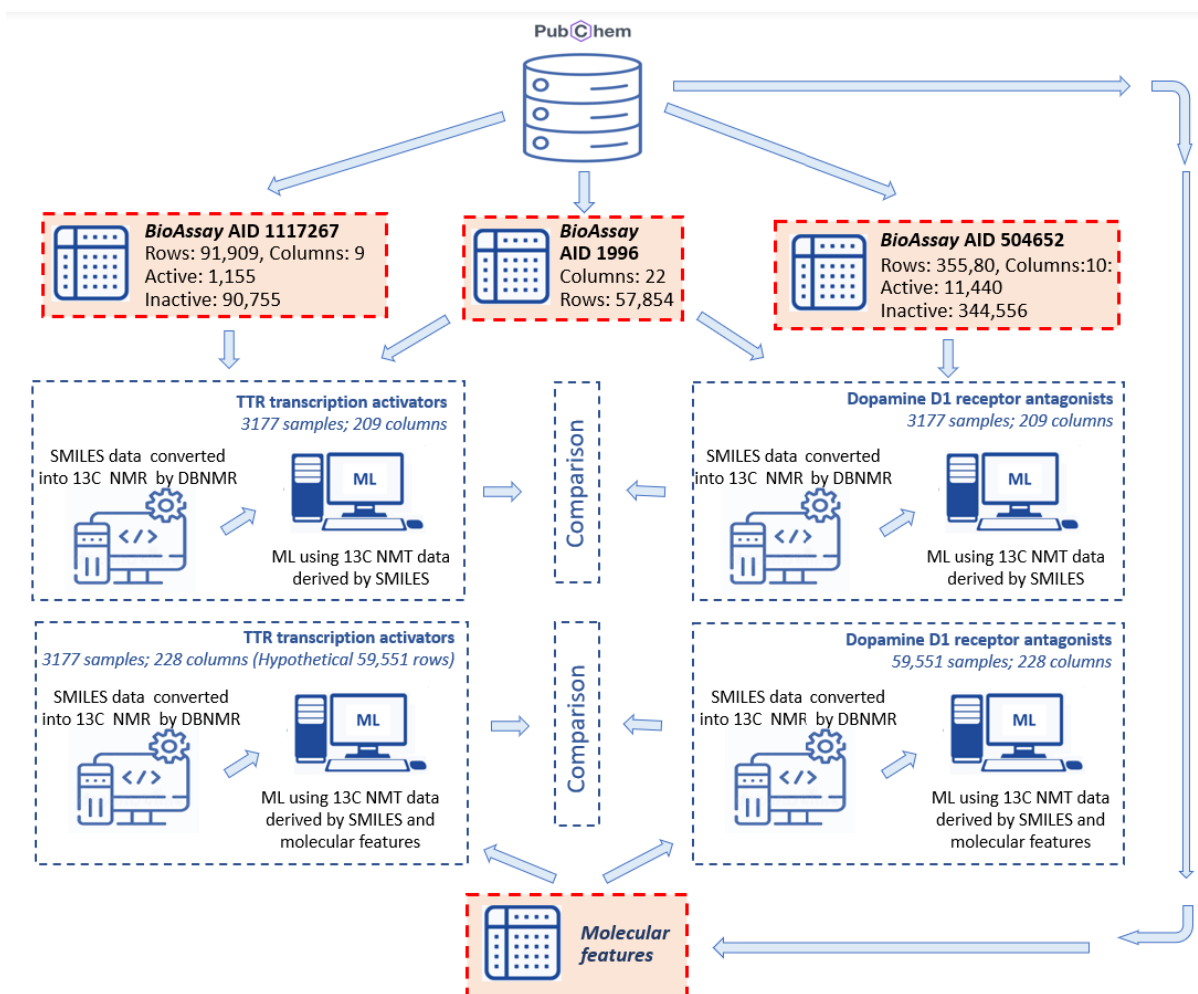 PubChem
BioAssay AID 1117267
Rows: 91,909, Columns: 9
Active: 1,155
Inactive: 90,755
BioAssay
AID 1996
Columns: 22
Rows: 57,854
BioAssay AID 504652
Rows: 355,80, Columns:10:
Active: 11,440
Inactive: 344,556
TTR transcription activators
3177 samples; 209 columns
SMILES data converted
into 13C NMR by DBNMR
</>
ML
ML using 13C NMT data
derived by SMILES
Comparison
Dopamine D1 receptor antagonists
3177 samples; 209 columns
SMILES data converted
into 13C NMR by DBNMR
</>
ML
ML using 13C NMT data
derived by SMILES
TTR transcription activators
3177 samples; 228 columns (Hypothetical 59,551 rows)
SMILES data converted
into 13C NMR by DBNMR
</>
ML
ML using 13C NMT data
derived by SMILES and
molecular features
Comparison
Dopamine D1 receptor antagonists
59,551 samples; 228 columns
SMILES data converted
into 13C NMR by DBNMR
</>
ML
ML using 13C NMT data
derived by SMILES and
molecular features
Molecular
features